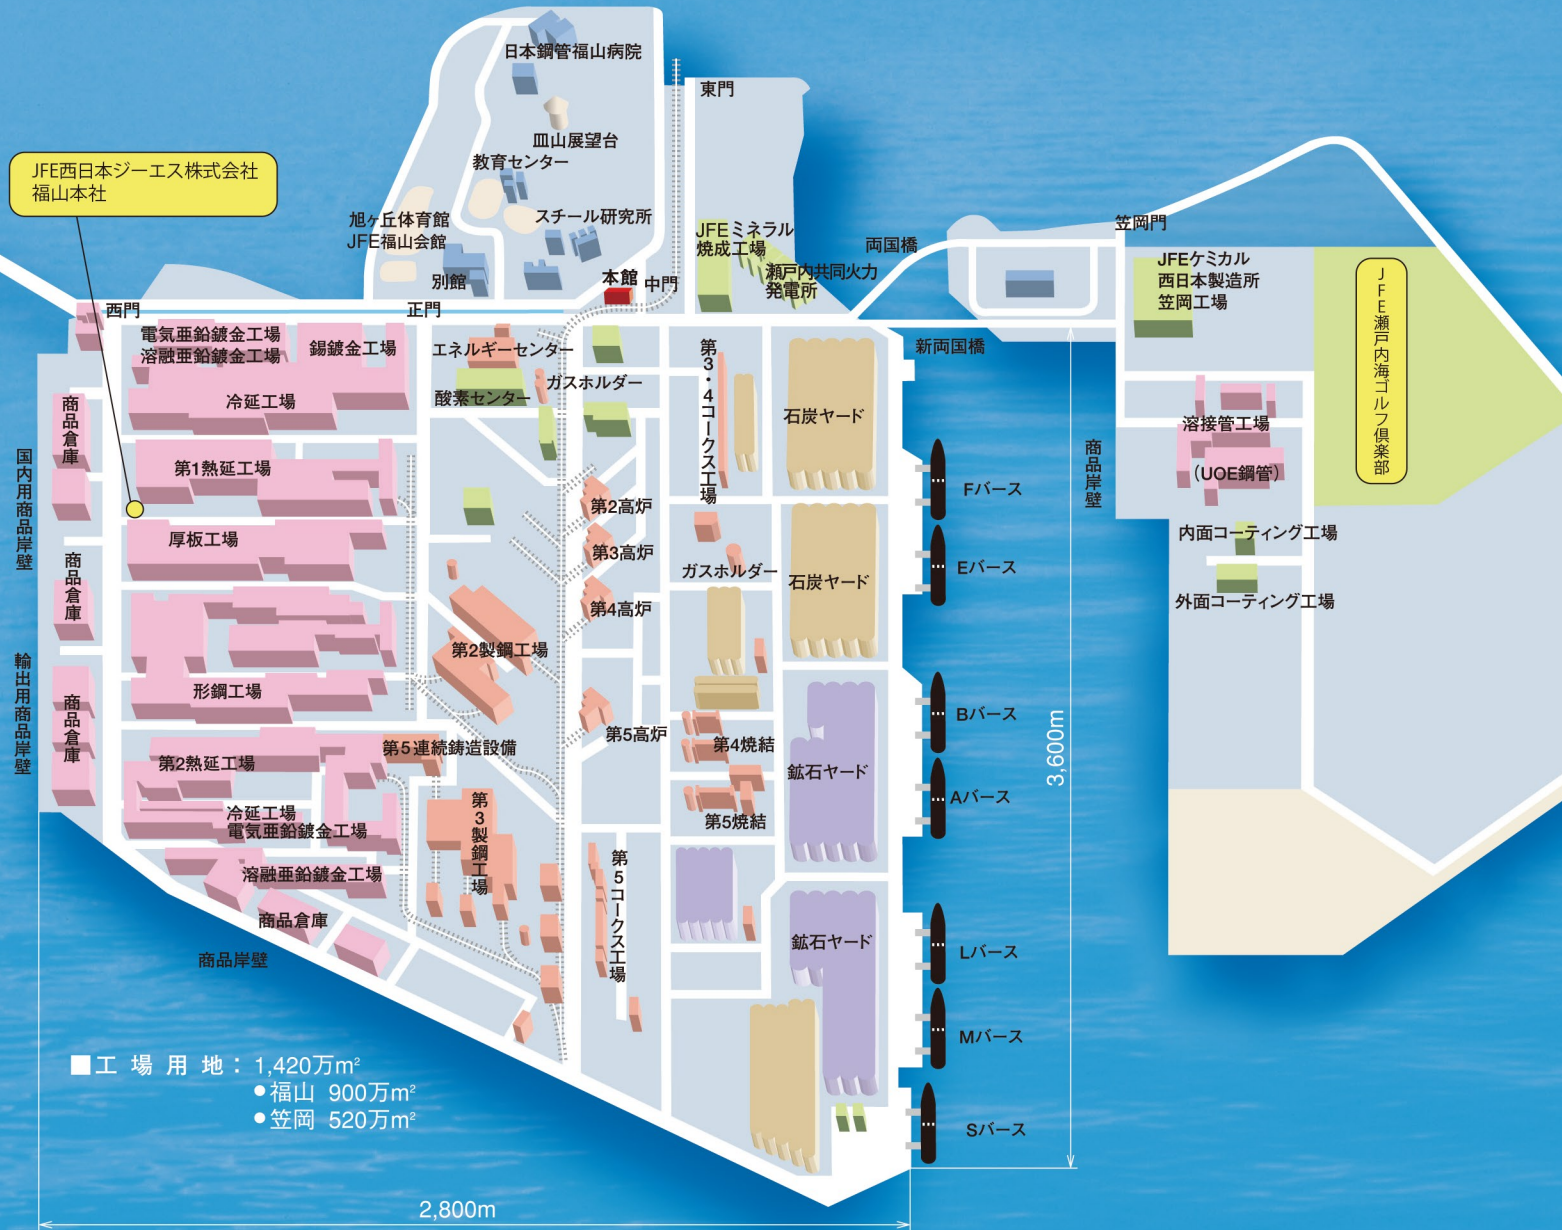 日本鋼管福山病院
東門
皿山展望台
教育センター
JFE西日本ジーエス株式会社
福山本社
旭ヶ丘体育館
JFE福山会館
スチール研究所
別館
本館
中門
JFEミネラル
焼成工場
瀬戸内共同火力
発電所
両国橋
笠岡門
JFEケミカル
西日本製造所
笠岡工場
JFE瀬戸内海ゴルフ倶楽部
西門
正門
電気亜鉛鍍金工場
溶融亜鉛鍍金工場
錫鍍金工場
冷延工場
エネルギーセンター
酸素センター
ガスホルダー
第3・4コークス工場
石炭ヤード
新両国橋
商品倉庫
国内用商品岸壁
第1熱延工場
厚板工場
第2高炉
第3高炉
第4高炉
ガスホルダー
石炭ヤード
Fバース
Eバース
商品岸壁
溶接管工場
(UOE鋼管)
内面コーティング工場
外面コーティング工場
商品倉庫
輸出用商品岸壁
商品倉庫
形鋼工場
第2製鋼工場
第5高炉
第5連続鋳造設備
第2熱延工場
冷延工場
電気亜鉛鍍金工場
溶融亜鉛鍍金工場
商品倉庫
商品岸壁
第3製鋼工場
第5コークス工場
第4焼結
第5焼結
鉱石ヤード
鉱石ヤード
Bバース
Aバース
Lバース
Mバース
Sバース
3,600m
■工場用地：1,420万m²
●福山 900万m²
●笠岡 520万m²
2,800m